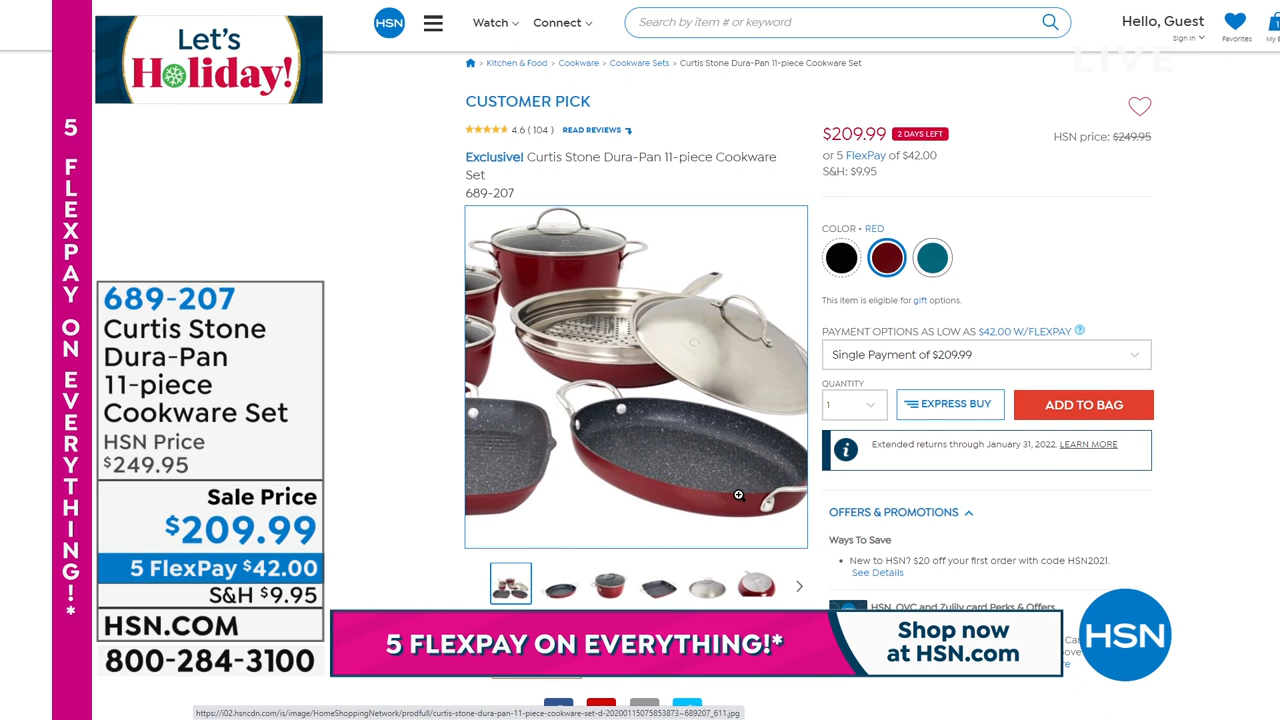 5 FLEXPAY ON EVERYTHING!*
Let's
Holiday!
689-207
Curtis Stone
Dura-Pan
11-piece
Cookware Set
HSN Price
$249.95
Sale Price
$209.99
5 FlexPay $42.00
S&H $9.95
HSN.COM
800-284-3100
HSN
Watch
Connect
Search by item # or keyword
Hello, Guest
Sign In
Favorites
1
My
LIVE
> Kitchen & Food > Cookware > Cookware Sets > Curtis Stone Dura-Pan 11-piece Cookware Set
CUSTOMER PICK
4.6 ( 104 ) READ REVIEWS
Exclusive! Curtis Stone Dura-Pan 11-piece Cookware
Set
689-207
$209.99 2 DAYS LEFT
HSN price: $249.95
or 5 FlexPay of $42.00
S&H: $9.95
COLOR • RED
This item is eligible for gift options.
PAYMENT OPTIONS AS LOW AS $42.00 W/FLEXPAY ?
Single Payment of $209.99
QUANTITY
1
EXPRESS BUY
ADD TO BAG
i Extended returns through January 31, 2022. LEARN MORE
OFFERS & PROMOTIONS
Ways To Save
• New to HSN? $20 off your first order with code HSN2021.
See Details
HSN, QVC and Zulily card Perks & Offers
5 FLEXPAY ON EVERYTHING!*
Shop now
at HSN.com
HSN
https://i02.hsncdn.com/is/image/HomeShoppingNetwork/prodfull/curtis-stone-dura-pan-11-piece-cookware-set-d-20200115075853873~689207_611.jpg